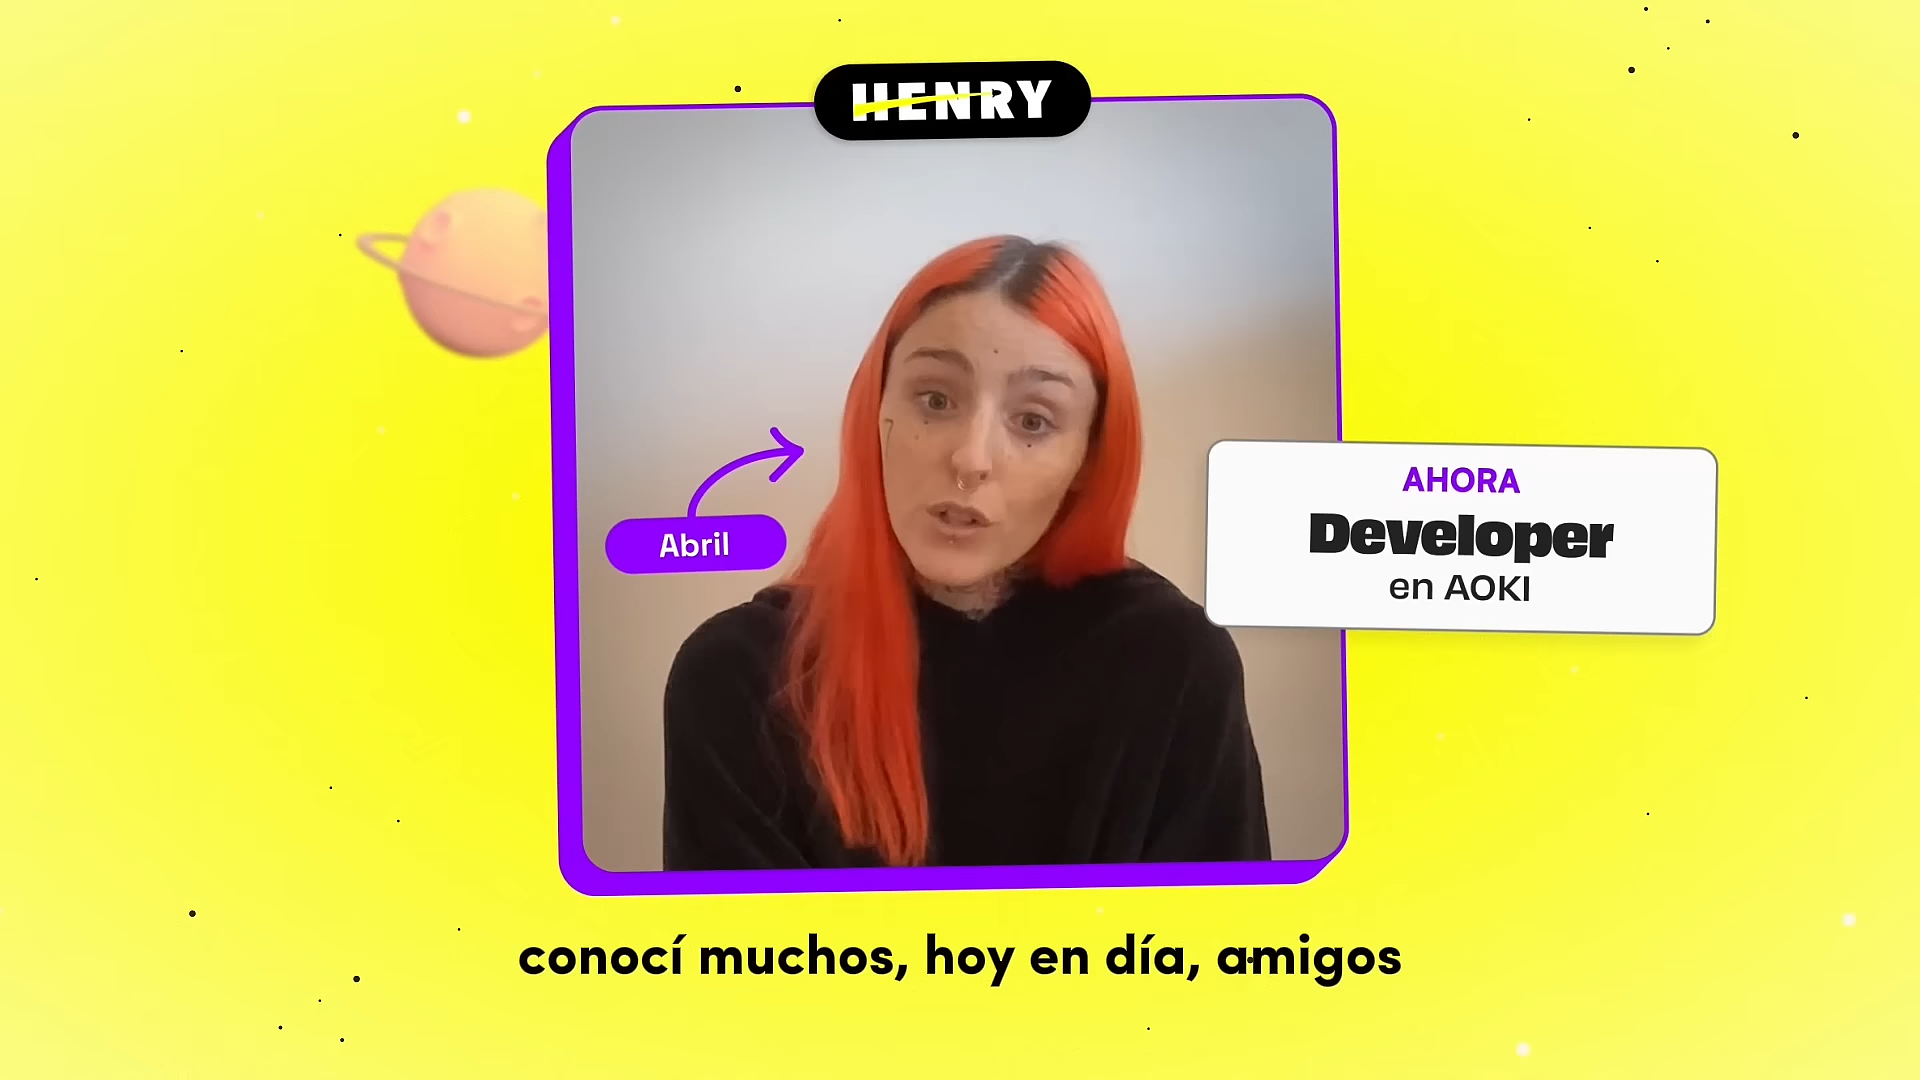 HENRY
Abril
AHORA
Developer
en AOKI
conocí muchos, hoy en día, amigos